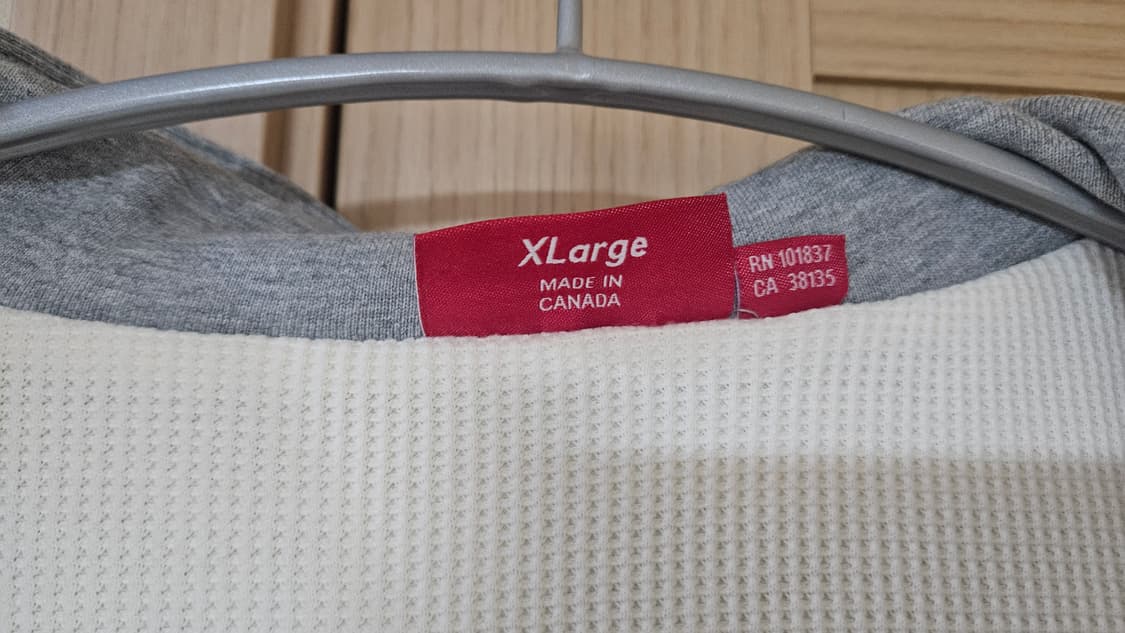 XLarge
MADE IN
CANADA
RN 101837
CA 38135